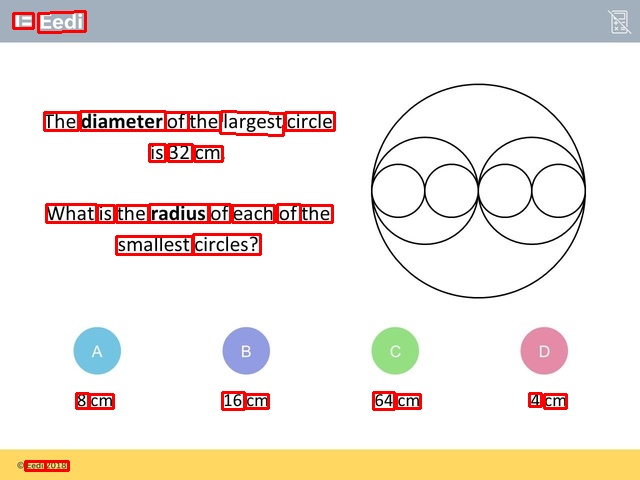 Eedi
The diameter of the largest circle
is 32 cm.
What is the radius of each of the
smallest circles?
A
B
C
D
8 cm
16 cm
64 cm
4 cm
© Eedi 2018